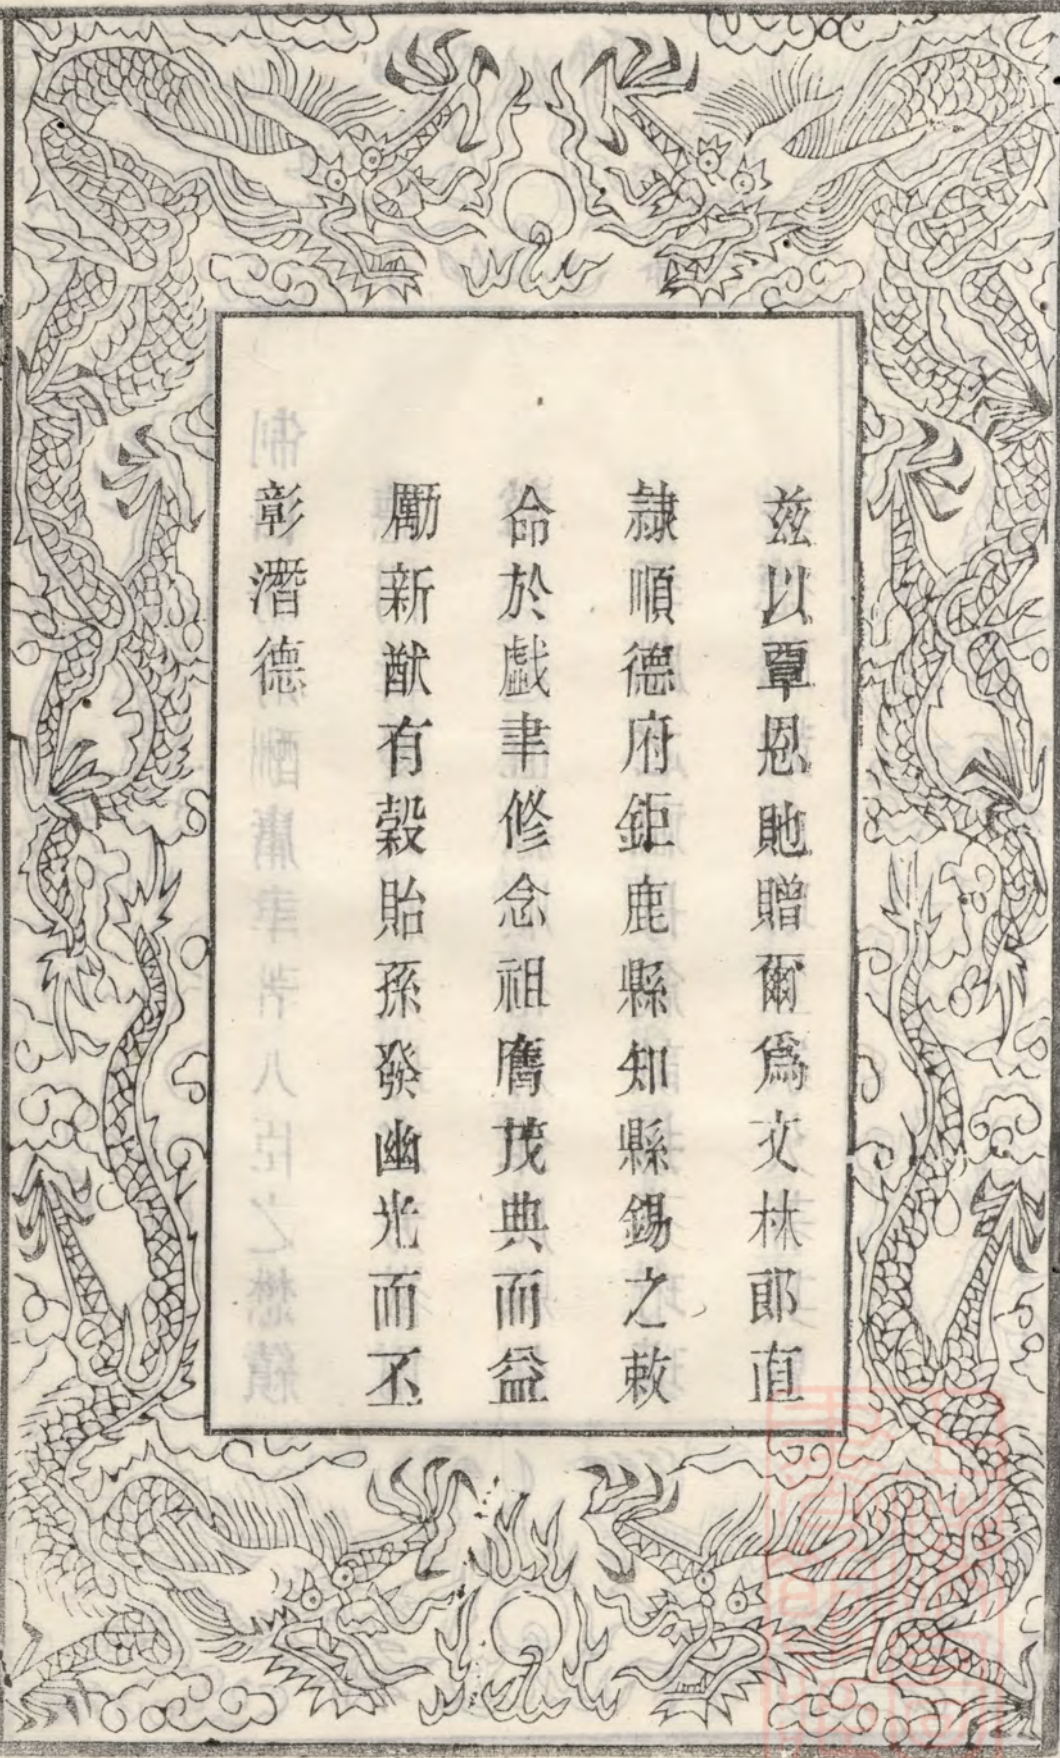 茲以覃恩貤贈爾爲文林郎直
隸順德府鉅鹿縣知縣錫之敕
命於戲聿修念祖膺茂典而益
勵新猷有穀貽孫發幽光而丕
彰潛德